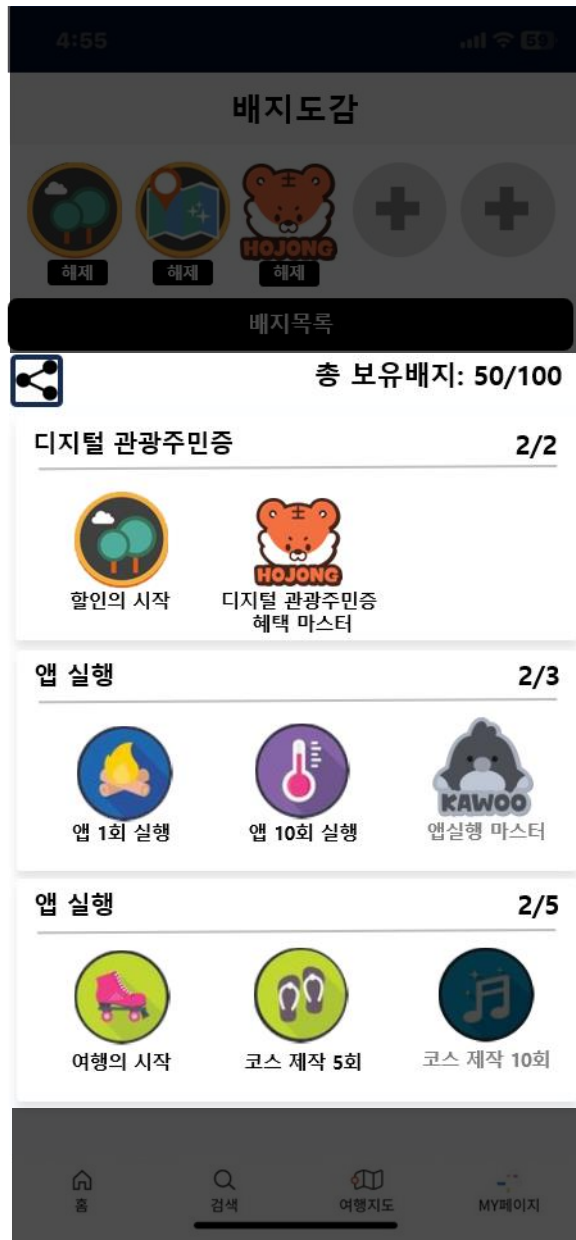 4:55
59
배지도감
HOJONG
해제
해제
해제
배지목록
총 보유배지: 50/100
디지털 관광주민증
2/2
HOJONG
할인의 시작
디지털 관광주민증
혜택 마스터
앱 실행
2/3
KAWOO
앱 1회 실행
앱 10회 실행
앱실행 마스터
앱 실행
2/5
여행의 시작
코스 제작 5회
코스 제작 10회
홈
검색
여행지도
MY페이지